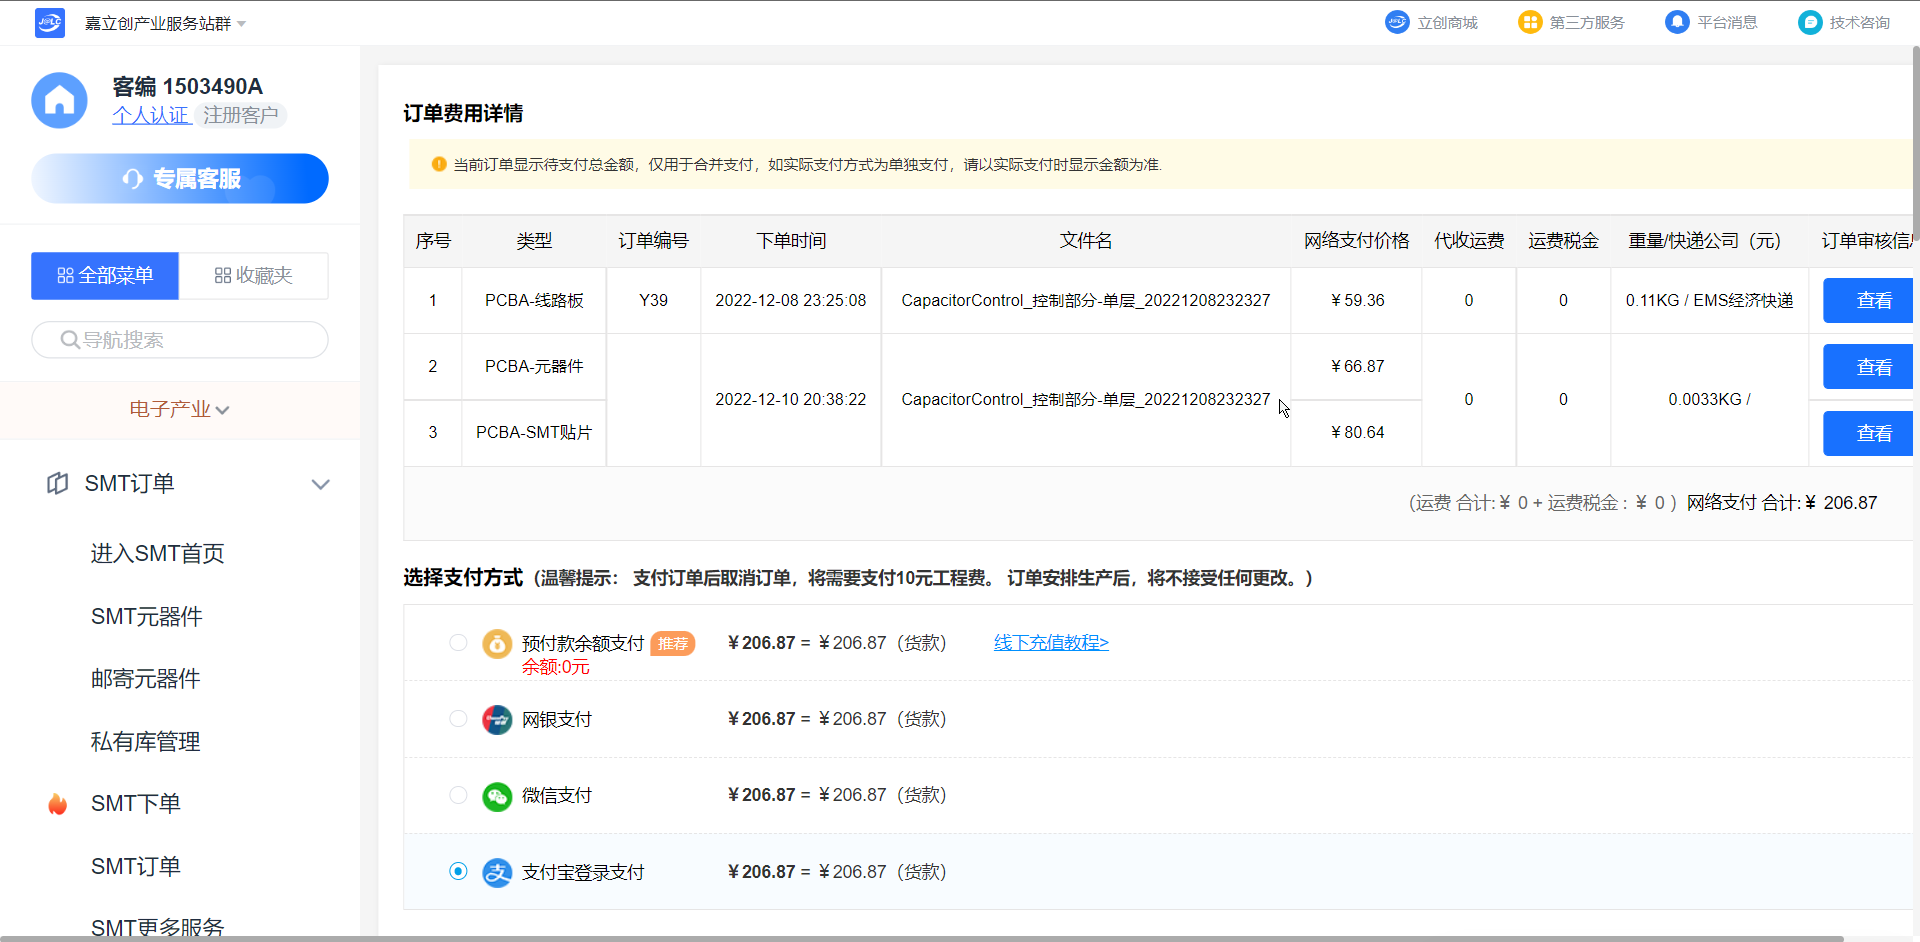 嘉立创产业服务站群
立创商城
第三方服务
平台消息
技术咨询
客编 1503490A
个人认证
注册客户
专属客服
全部菜单
收藏夹
导航搜索
电子产业
SMT订单
进入SMT首页
SMT元器件
邮寄元器件
私有库管理
SMT下单
SMT订单
SMT更多服务
订单费用详情
当前订单显示待支付总金额，仅用于合并支付，如实际支付方式为单独支付，请以实际支付时显示金额为准.
序号 类型 订单编号 下单时间 文件名 网络支付价格 代收运费 运费税金 重量/快递公司（元） 订单审核信
1 PCBA-线路板 Y39 2022-12-08 23:25:08 CapacitorControl_控制部分-单层_20221208232327 ￥59.36 0 0 0.11KG / EMS经济快递 查看
2 PCBA-元器件 ￥66.87 查看
2022-12-10 20:38:22 CapacitorControl_控制部分-单层_20221208232327 0 0 0.0033KG /
3 PCBA-SMT贴片 ￥80.64 查看
（运费 合计:￥ 0 + 运费税金：￥ 0 ）网络支付 合计:￥ 206.87
选择支付方式（温馨提示： 支付订单后取消订单，将需要支付10元工程费。 订单安排生产后，将不接受任何更改。）
预付款余额支付 推荐 ￥206.87 = ￥206.87（货款） 线下充值教程>
余额:0元
网银支付 ￥206.87 = ￥206.87（货款）
微信支付 ￥206.87 = ￥206.87（货款）
支付宝登录支付 ￥206.87 = ￥206.87（货款）